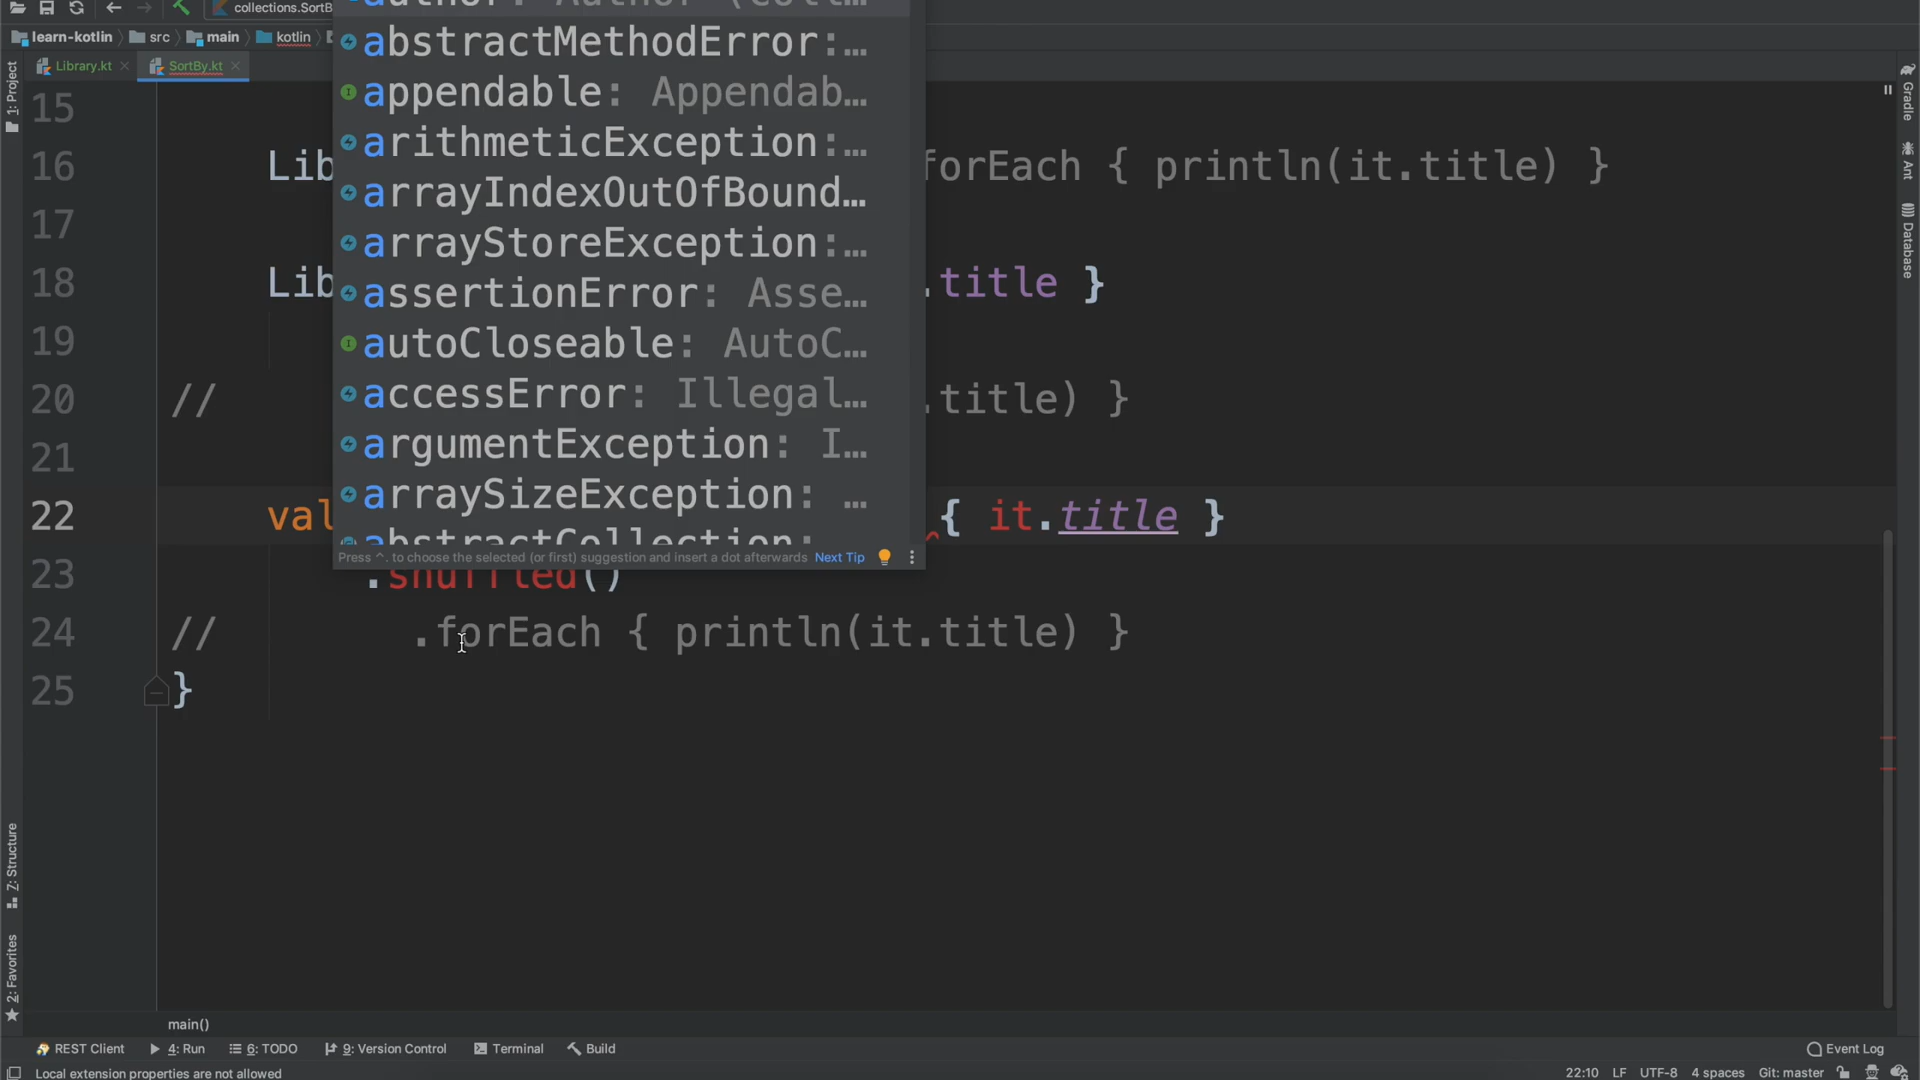 collections.SortB
author: Author (coll…
learn-kotlin src main kotlin
abstractMethodError:…
1: Project
Library.kt SortBy.kt
Gradle
15
appendable: Appendab…
16 Lib arithmeticException:… forEach { println(it.title) }
Ant
arrayIndexOutOfBound…
17
arrayStoreException:…
Database
18 Lib .title }
assertionError: Asse…
19 autoCloseable: AutoC…
20 // accessError: Illegal… .title) }
21 argumentException: I…
arraySizeException: …
22 val { it.title }
abstractCollection:
Press ^. to choose the selected (or first) suggestion and insert a dot afterwards Next Tip
23 .shuffled()
24 // .forEach { println(it.title) }
25 }
Z: Structure
2: Favorites
main()
REST Client 4: Run 6: TODO 9: Version Control Terminal Build Event Log
Local extension properties are not allowed 22:10 LF UTF-8 4 spaces Git: master